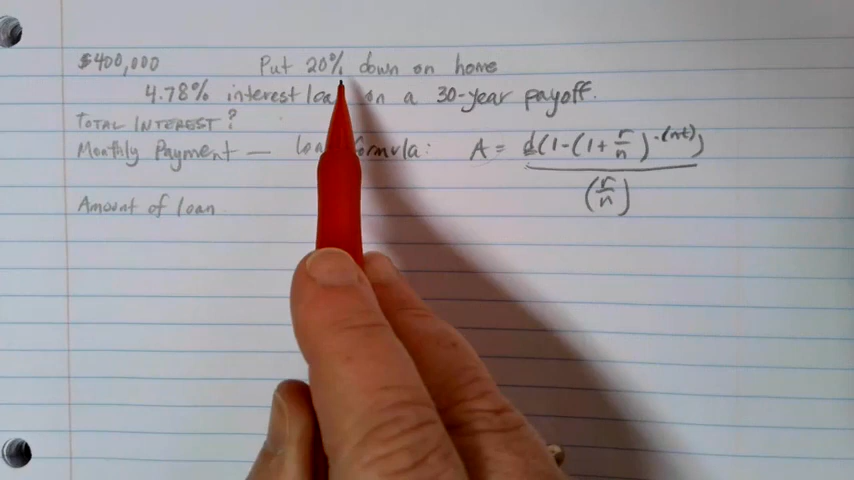 $400,000 Put 20% down on home
4.78% interest on a 30-year payoff.
TOTAL INTEREST?
Monthly Payment — formula: A = d(1-(1+r/n)^-(nt)) / (r/n)
Amount of loan